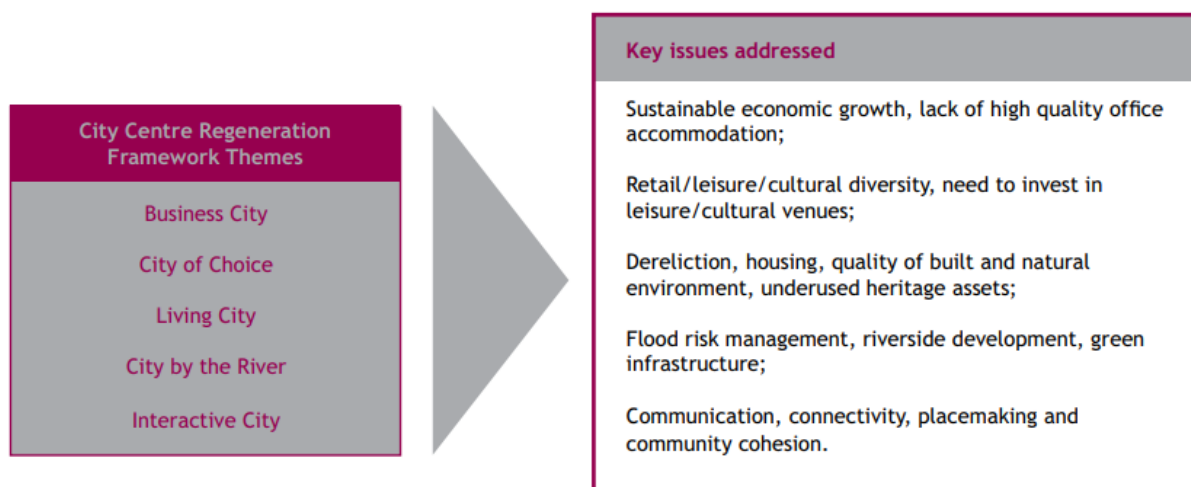 City Centre Regeneration
Framework Themes
Business City
City of Choice
Living City
City by the River
Interactive City
Key issues addressed
Sustainable economic growth, lack of high quality office
accommodation;
Retail/leisure/cultural diversity, need to invest in
leisure/cultural venues;
Dereliction, housing, quality of built and natural
environment, underused heritage assets;
Flood risk management, riverside development, green
infrastructure;
Communication, connectivity, placemaking and
community cohesion.